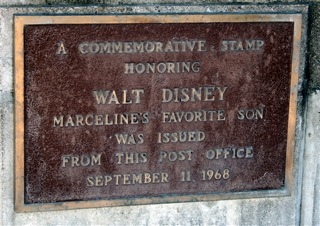 A COMMEMORATIVE STAMP
HONORING
WALT DISNEY
MARCELINE'S FAVORITE SON
WAS ISSUED
FROM THIS POST OFFICE
SEPTEMBER 11 1968